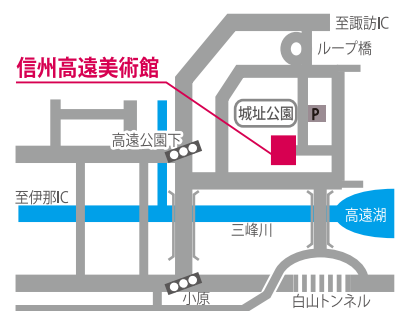 至諏訪IC
ループ橋
信州高遠美術館
城址公園
P
高遠公園下
至伊那IC
高遠湖
三峰川
小原
白山トンネル